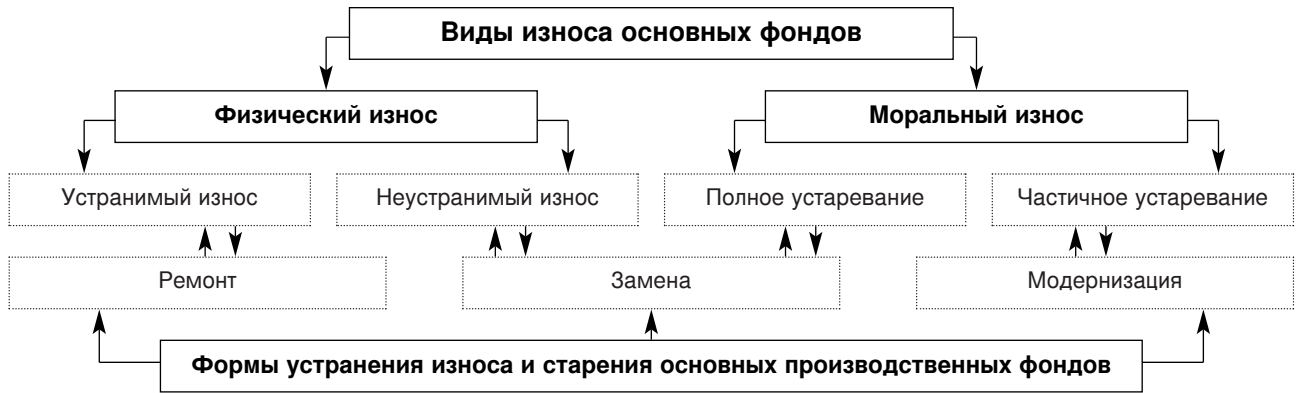 Виды износа основных фондов
Физический износ
Моральный износ
Устранимый износ
Неустранимый износ
Полное устаревание
Частичное устаревание
Ремонт
Замена
Модернизация
Формы устранения износа и старения основных производственных фондов